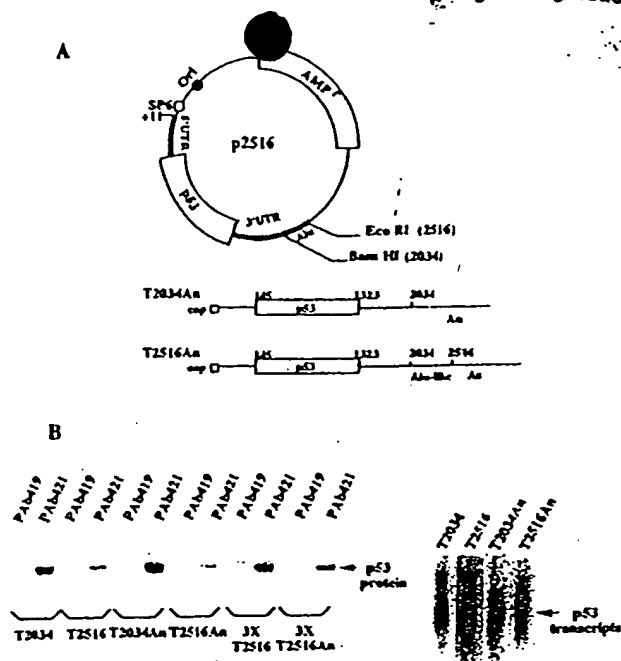 A
Ori
AMPr
SP6
+11
5'UTR
p2516
p53
3'UTR
Alu
Eco RI (2516)
Bam HI (2034)
T2034An
cap
p53
1323
2034
An
T2516An
cap
p53
1323
2034
2516
Alu-like
An
B
PAb419
PAb421
PAb419
PAb421
PAb419
PAb421
PAb419
PAb421
PAb419
PAb421
PAb419
PAb421
p53
protein
T2034
T2516
T2034An
T2516An
3X
T2516
3X
T2516An
T2034
T2516
T2034An
T2516An
p53
transcripts